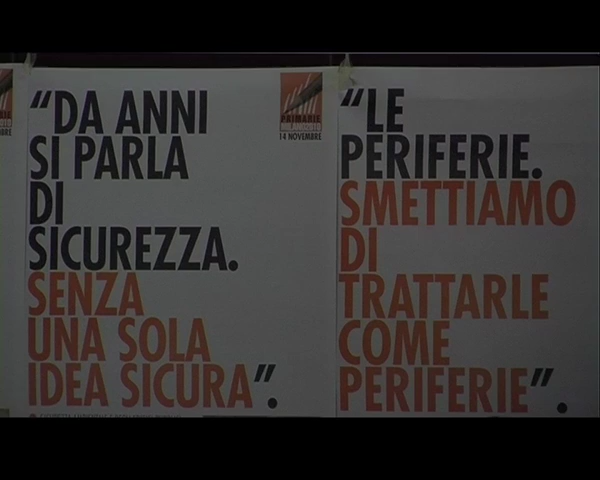 “DA ANNI
SI PARLA
DI
SICUREZZA.
SENZA
UNA SOLA
IDEA SICURA”.
PRIMARIE
MILANO2010
14 NOVEMBRE
“LE
PERIFERIE.
SMETTIAMO
DI
TRATTARLE
COME
PERIFERIE”.